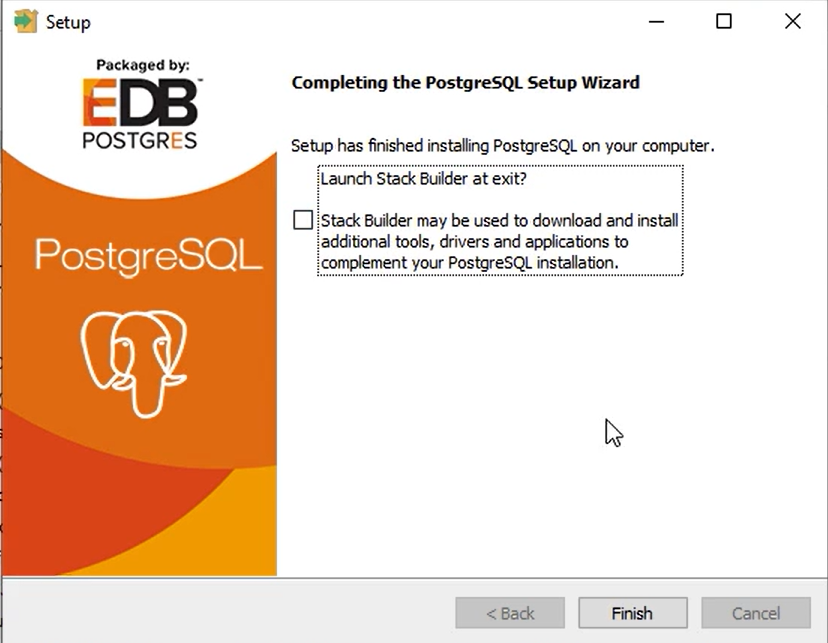 Setup
Packaged by:
EDB™
POSTGRES
PostgreSQL
Completing the PostgreSQL Setup Wizard
Setup has finished installing PostgreSQL on your computer.
Launch Stack Builder at exit?
Stack Builder may be used to download and install
additional tools, drivers and applications to
complement your PostgreSQL installation.
< Back
Finish
Cancel